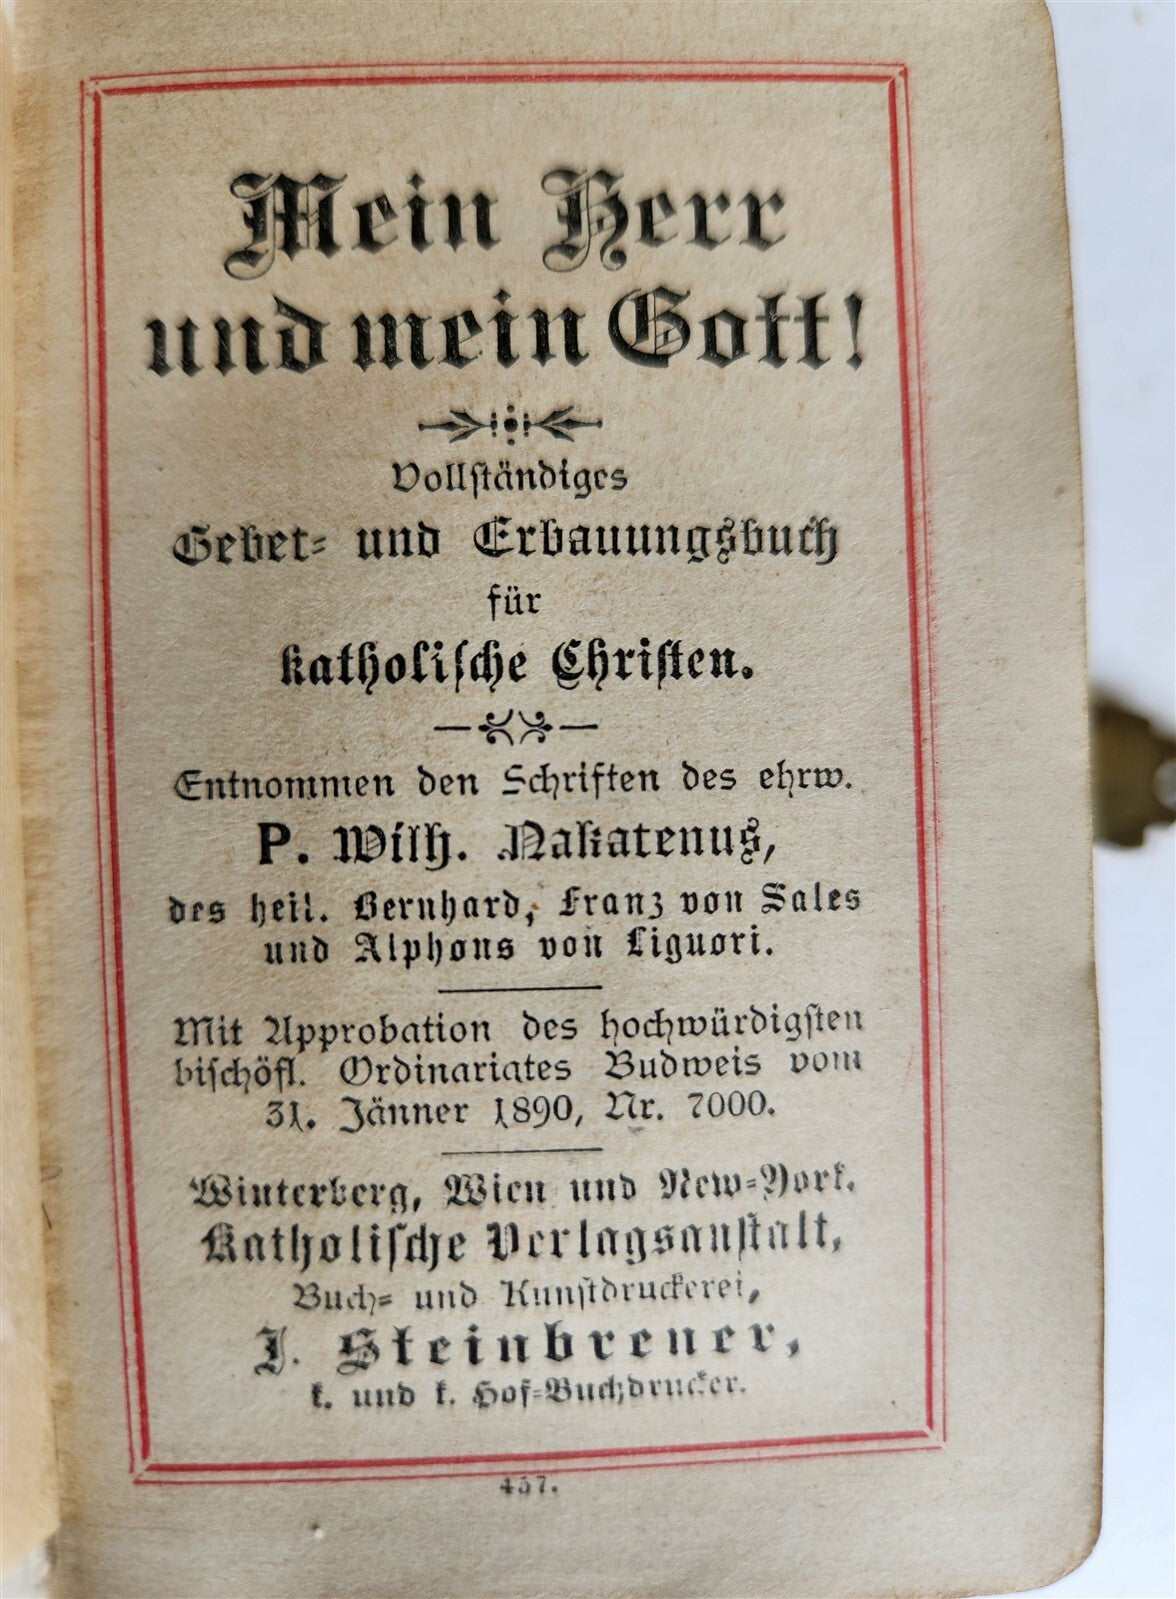 Mein Herr
und mein Gott!
Vollständiges
Gebet- und Erbauungsbuch
für
katholische Christen.
Entnommen den Schriften des ehrw.
P. Wilh. Nakatenus,
des heil. Bernhard, Franz von Sales
und Alphons von Liguori.
Mit Approbation des hochwürdigsten
bischöfl. Ordinariates Budweis vom
31. Jänner 1890, Nr. 7000.
Winterberg, Wien und New-York.
Katholische Verlagsanstalt,
Buch- und Kunstdruckerei,
J. Steinbrener,
k. und k. Hof-Buchdrucker.
457.